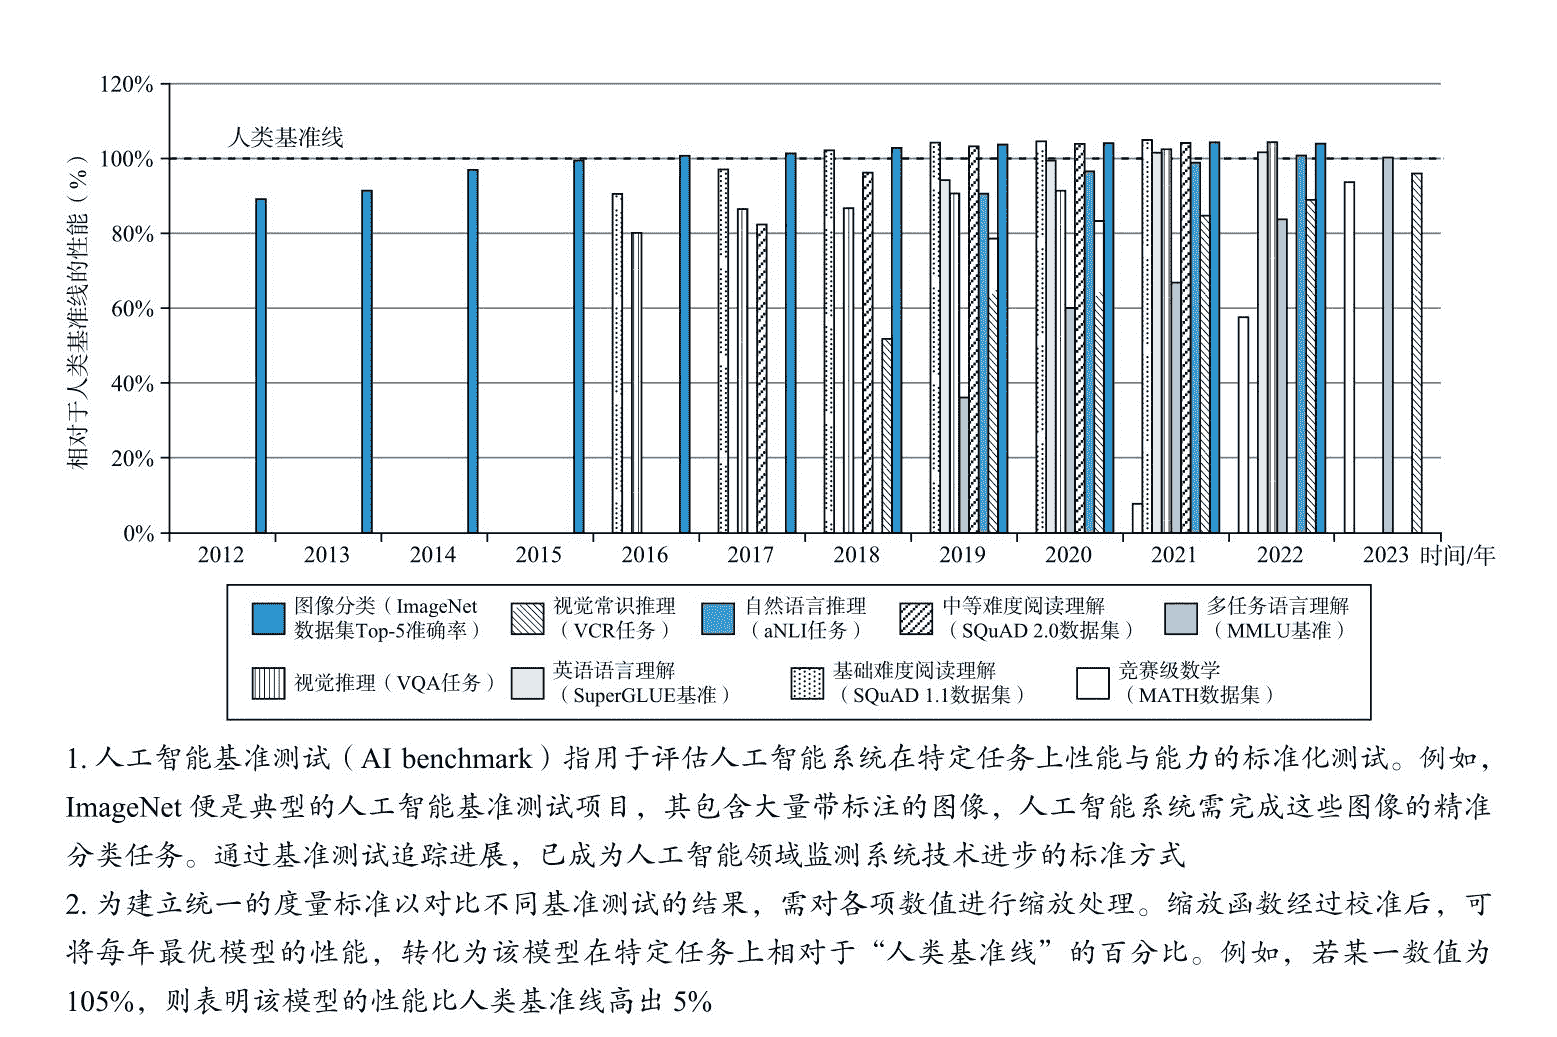 120%
人类基准线
100%
80%
60%
40%
20%
0%
相对于人类基准线的性能（%）
2012 2013 2014 2015 2016 2017 2018 2019 2020 2021 2022 2023 时间/年
图像分类（ImageNet
数据集Top-5准确率）
视觉常识推理
（VCR任务）
自然语言推理
（aNLI任务）
中等难度阅读理解
（SQuAD 2.0数据集）
多任务语言理解
（MMLU基准）
视觉推理（VQA任务）
英语语言理解
（SuperGLUE基准）
基础难度阅读理解
（SQuAD 1.1数据集）
竞赛级数学
（MATH数据集）
1. 人工智能基准测试（AI benchmark）指用于评估人工智能系统在特定任务上性能与能力的标准化测试。例如，
ImageNet 便是典型的人工智能基准测试项目，其包含大量带标注的图像，人工智能系统需完成这些图像的精准
分类任务。通过基准测试追踪进展，已成为人工智能领域监测系统技术进步的标准方式
2. 为建立统一的度量标准以对比不同基准测试的结果，需对各项数值进行缩放处理。缩放函数经过校准后，可
将每年最优模型的性能，转化为该模型在特定任务上相对于“人类基准线”的百分比。例如，若某一数值为
105%，则表明该模型的性能比人类基准线高出 5%